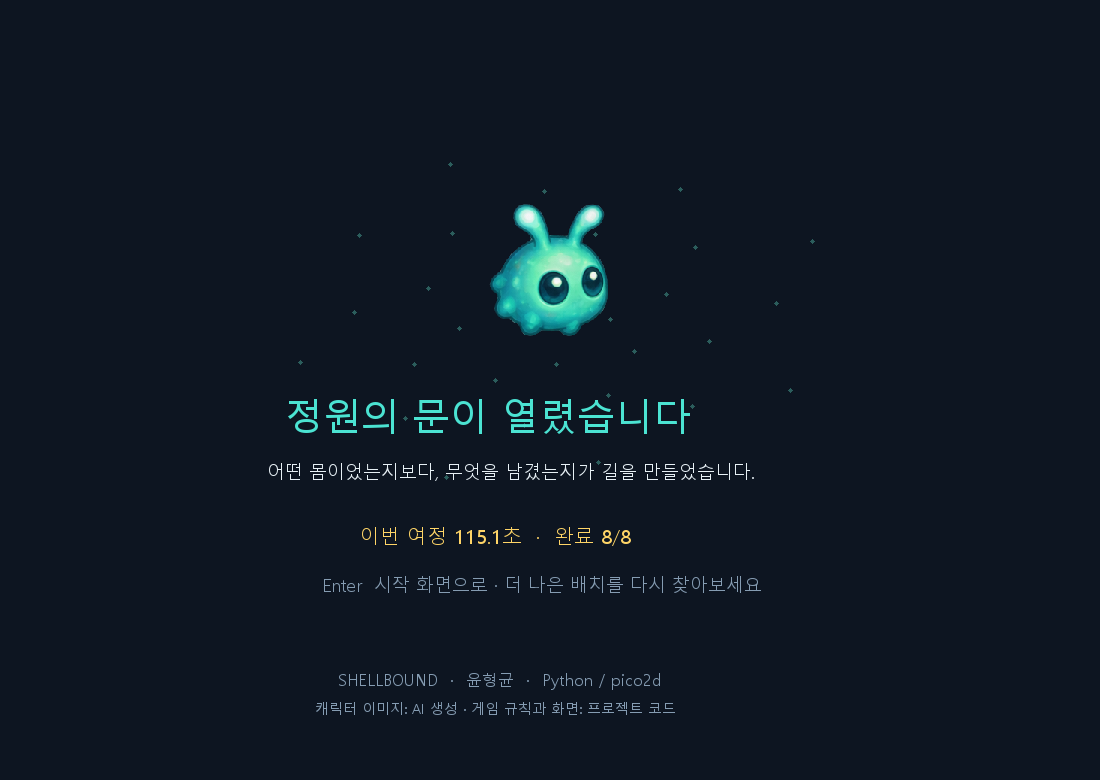 정원의 문이 열렸습니다
어떤 몸이었는지보다, 무엇을 남겼는지가 길을 만들었습니다.
이번 여정 115.1초 · 완료 8/8
Enter 시작 화면으로 · 더 나은 배치를 다시 찾아보세요
SHELLBOUND · 윤형균 · Python / pico2d
캐릭터 이미지: AI 생성 · 게임 규칙과 화면: 프로젝트 코드